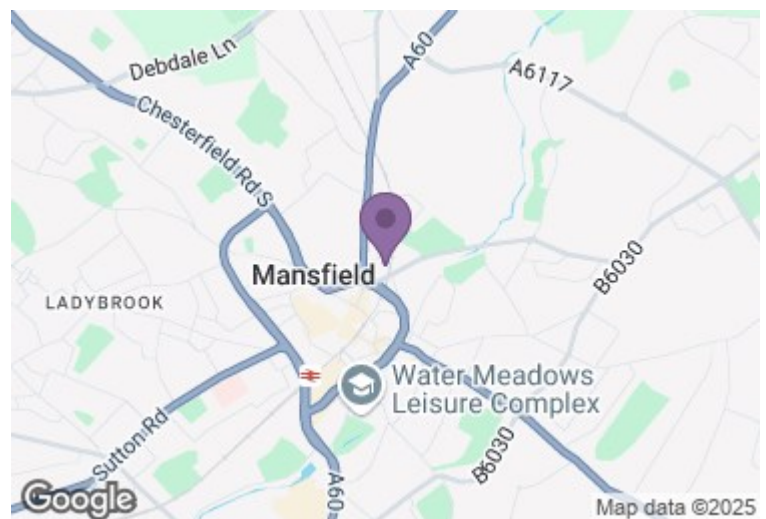 A60
Debdale Ln
A6117
Chesterfield Rd S
Mansfield
B6030
LADYBROOK
Water Meadows
Leisure Complex
Sutton Rd
B6030
A60
Google
Map data ©2025